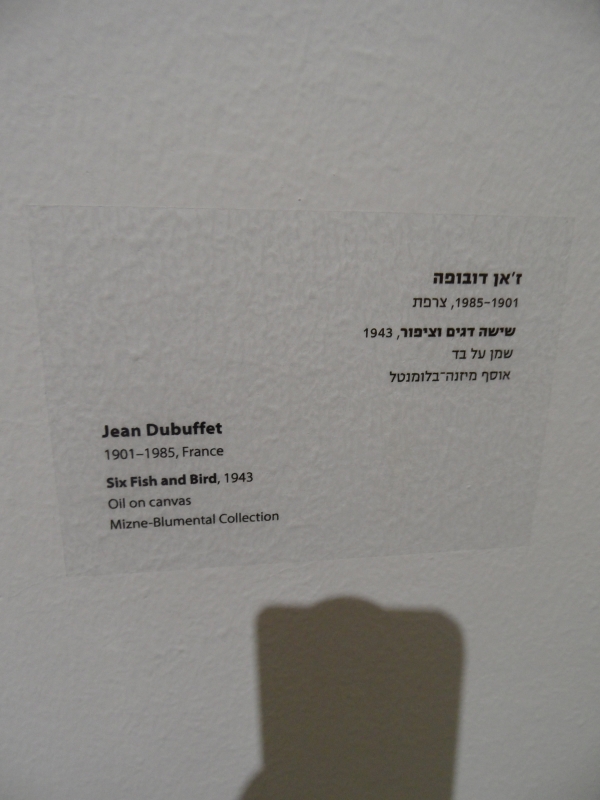 ז'אן דובופה
1985-1901, צרפת
שישה דגים וציפור, 1943
שמן על בד
אוסף מיזנה־בלומנטל
Jean Dubuffet
1901–1985, France
Six Fish and Bird, 1943
Oil on canvas
Mizne-Blumental Collection